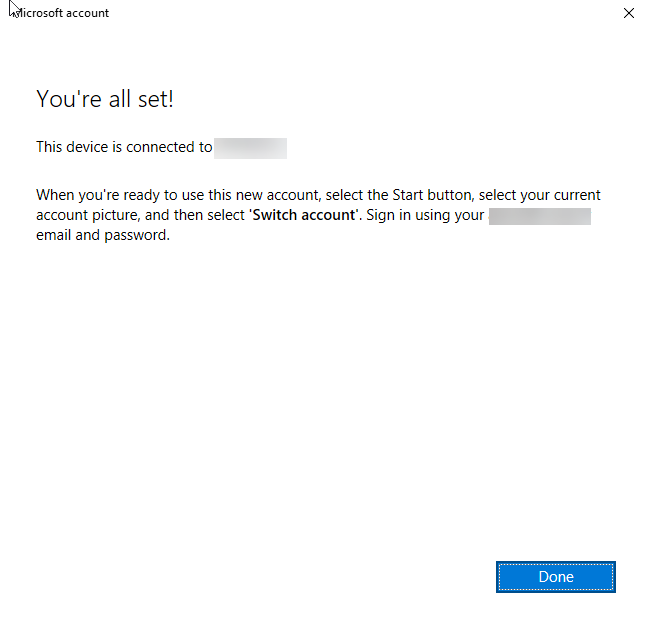 Microsoft account
You're all set!
This device is connected to
When you're ready to use this new account, select the Start button, select your current
account picture, and then select 'Switch account'. Sign in using your
email and password.
Done